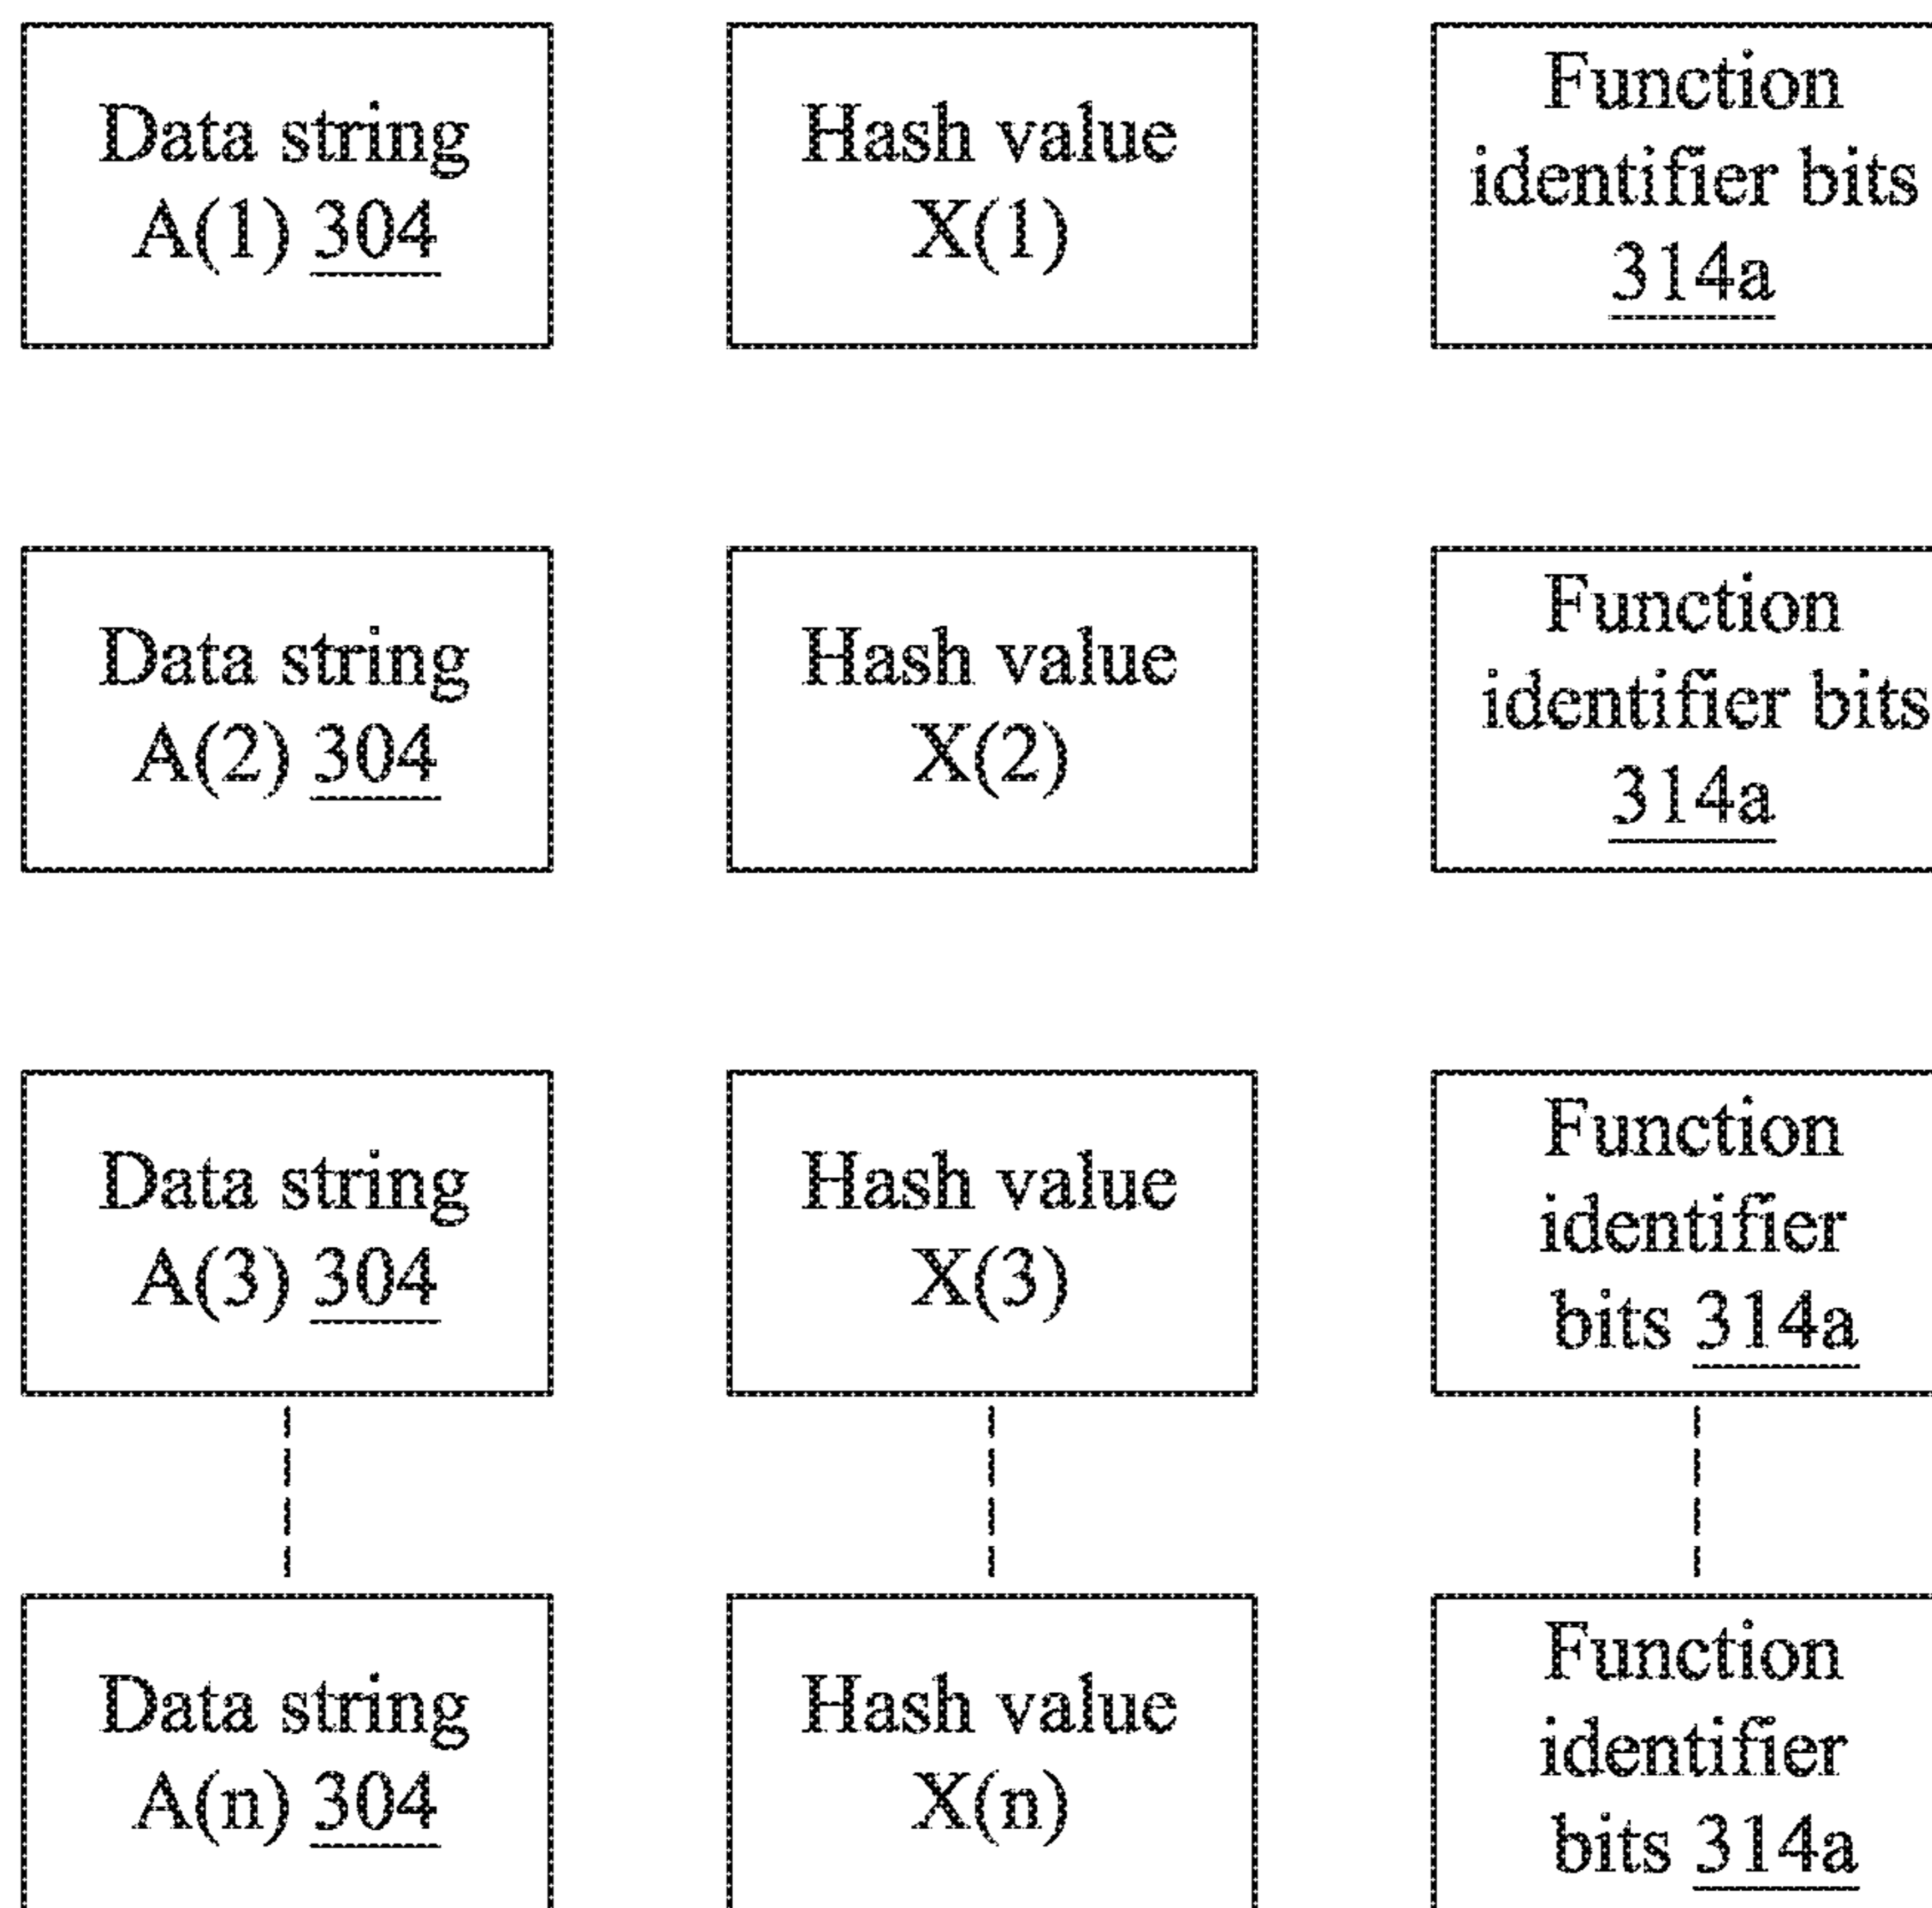 Data string
A(1) 304
Hash value
X(1)
Function
identifier bits
314a
Data string
A(2) 304
Hash value
X(2)
Function
identifier bits
314a
Data string
A(3) 304
Hash value
X(3)
Function
identifier
bits 314a
Data string
A(n) 304
Hash value
X(n)
Function
identifier
bits 314a